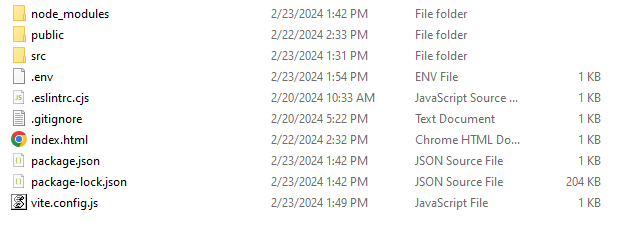 node_modules 2/23/2024 1:42 PM File folder
public 2/22/2024 2:33 PM File folder
src 2/23/2024 1:31 PM File folder
.env 2/23/2024 1:54 PM ENV File 1 KB
.eslintrc.cjs 2/20/2024 10:33 AM JavaScript Source ... 1 KB
.gitignore 2/20/2024 5:22 PM Text Document 1 KB
index.html 2/22/2024 2:32 PM Chrome HTML Do... 1 KB
package.json 2/23/2024 1:42 PM JSON Source File 1 KB
package-lock.json 2/23/2024 1:42 PM JSON Source File 204 KB
vite.config.js 2/23/2024 1:49 PM JavaScript File 1 KB